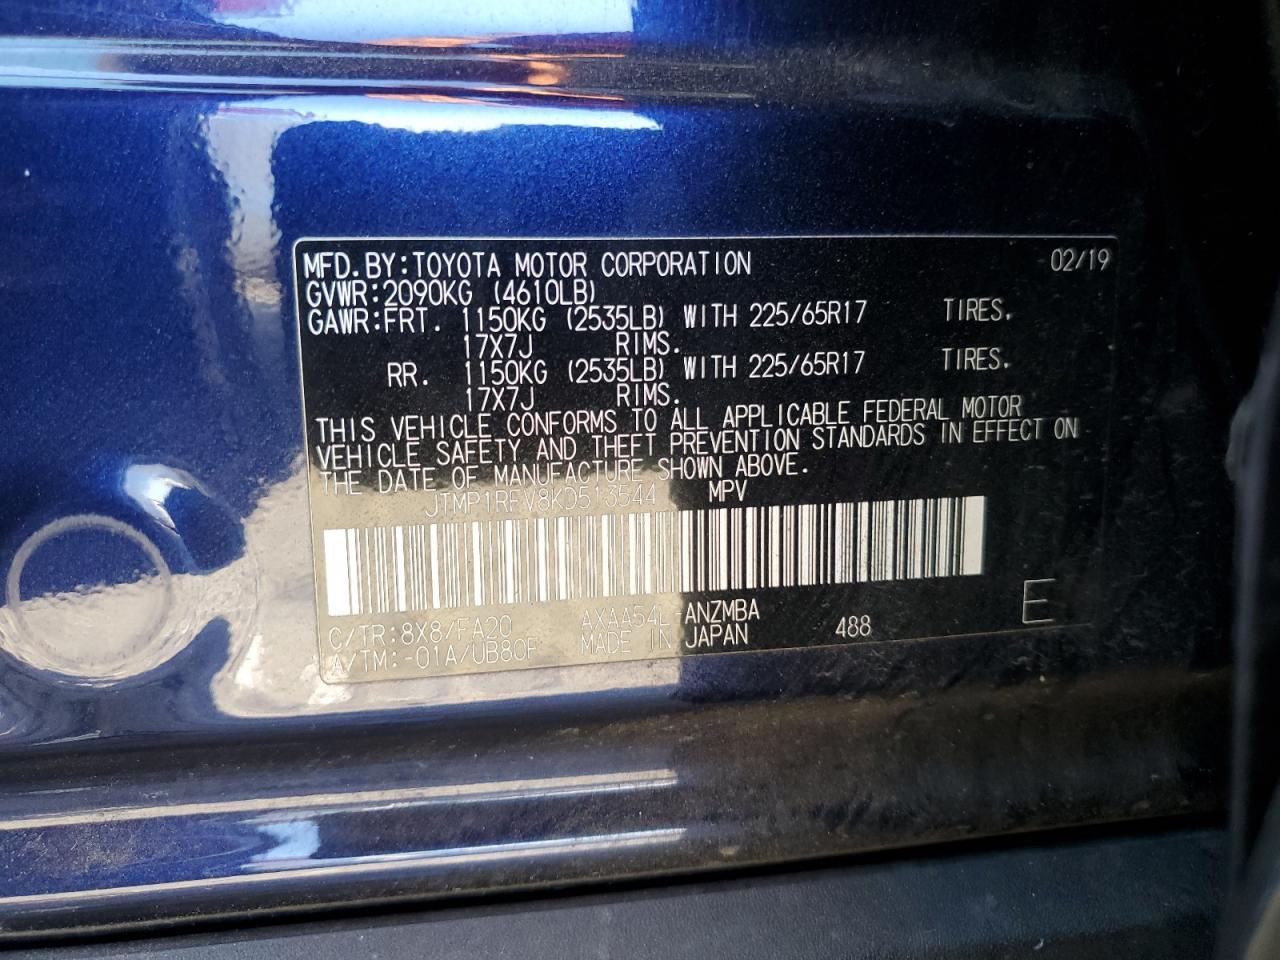 MFD.BY:TOYOTA MOTOR CORPORATION 02/19
GVWR:2090KG (4610LB)
GAWR:FRT. 1150KG (2535LB) WITH 225/65R17 TIRES.
17X7J RIMS.
RR. 1150KG (2535LB) WITH 225/65R17 TIRES.
17X7J RIMS.
THIS VEHICLE CONFORMS TO ALL APPLICABLE FEDERAL MOTOR
VEHICLE SAFETY AND THEFT PREVENTION STANDARDS IN EFFECT ON
THE DATE OF MANUFACTURE SHOWN ABOVE.
JTMP1RFV8KD513544 MPV
C/TR:8X8/FA20 AXAA54L-ANZMBA
A/TM:-01A/UB80F MADE IN JAPAN 488 E